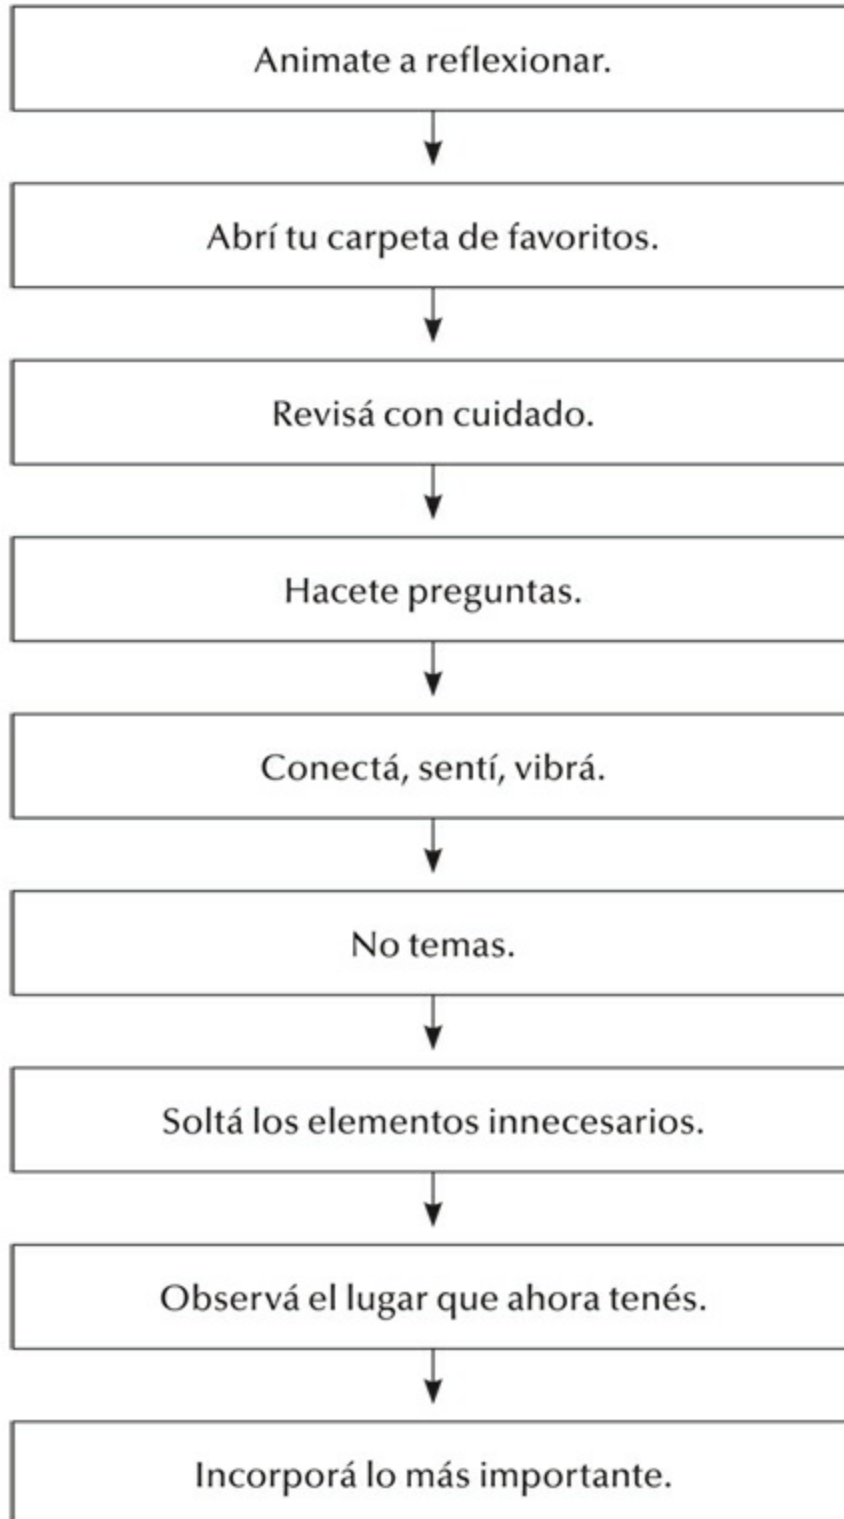 Animate a reflexionar.
Abrí tu carpeta de favoritos.
Revisá con cuidado.
Hacete preguntas.
Conectá, sentí, vibrá.
No temas.
Soltá los elementos innecesarios.
Observá el lugar que ahora tenés.
Incorporá lo más importante.